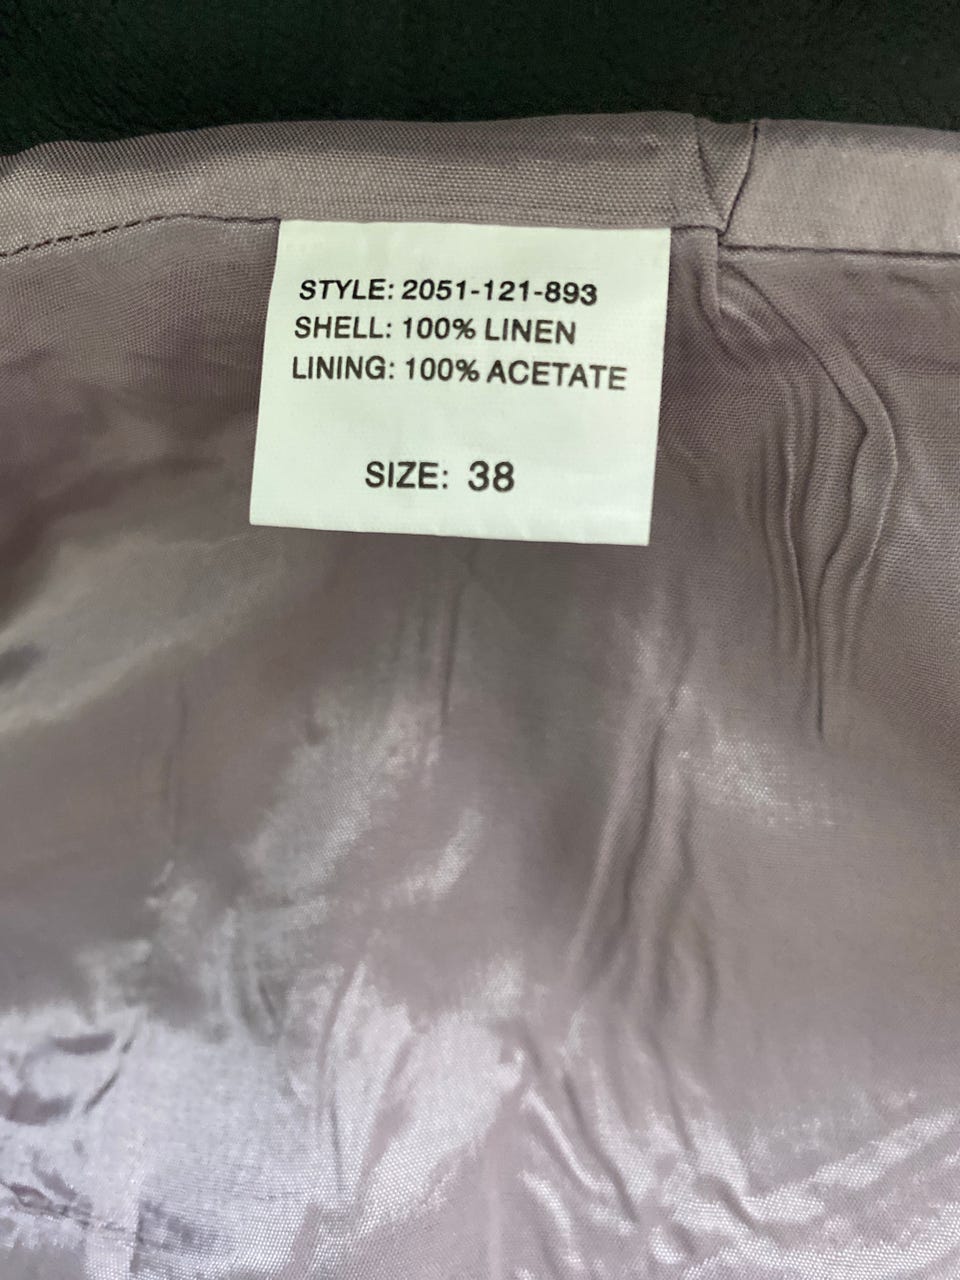 STYLE: 2051-121-893
SHELL: 100% LINEN
LINING: 100% ACETATE
SIZE: 38